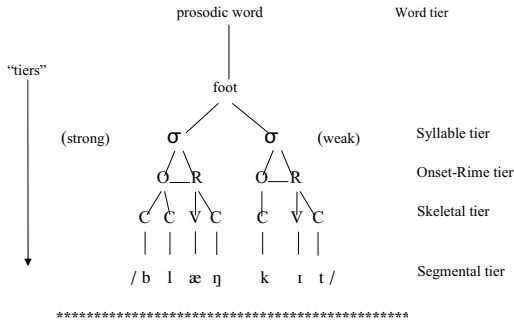 prosodic word Word tier
“tiers”
foot
(strong) σ σ (weak) Syllable tier
O R O R Onset-Rime tier
C C V C C V C Skeletal tier
/ b l æ ŋ k ɪ t / Segmental tier
*********************************************